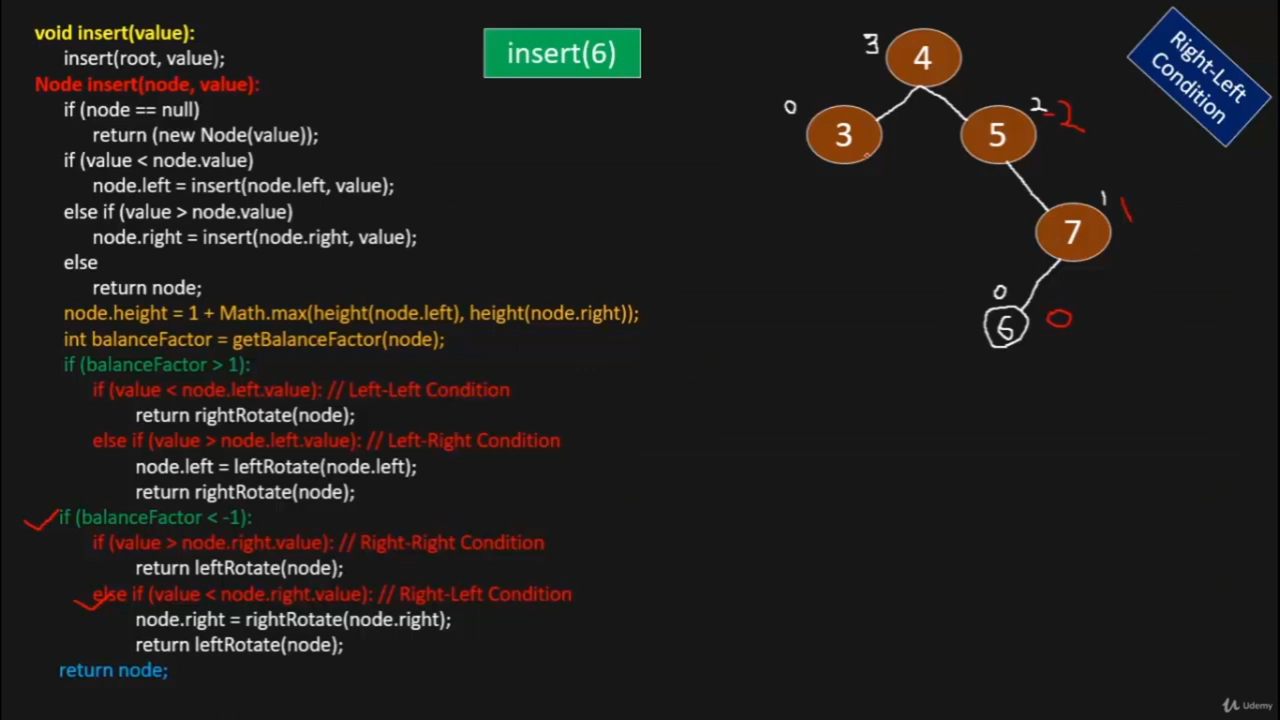 void insert(value):
insert(root, value);
Node insert(node, value):
if (node == null)
return (new Node(value));
if (value < node.value)
node.left = insert(node.left, value);
else if (value > node.value)
node.right = insert(node.right, value);
else
return node;
node.height = 1 + Math.max(height(node.left), height(node.right));
int balanceFactor = getBalanceFactor(node);
if (balanceFactor > 1):
if (value < node.left.value): // Left-Left Condition
return rightRotate(node);
else if (value > node.left.value): // Left-Right Condition
node.left = leftRotate(node.left);
return rightRotate(node);
if (balanceFactor < -1):
if (value > node.right.value): // Right-Right Condition
return leftRotate(node);
else if (value < node.right.value): // Right-Left Condition
node.right = rightRotate(node.right);
return leftRotate(node);
return node;
insert(6)
3
4
0
3
5
2
-2
7
1
1
0
6
0
Right-Left
Condition
Udemy